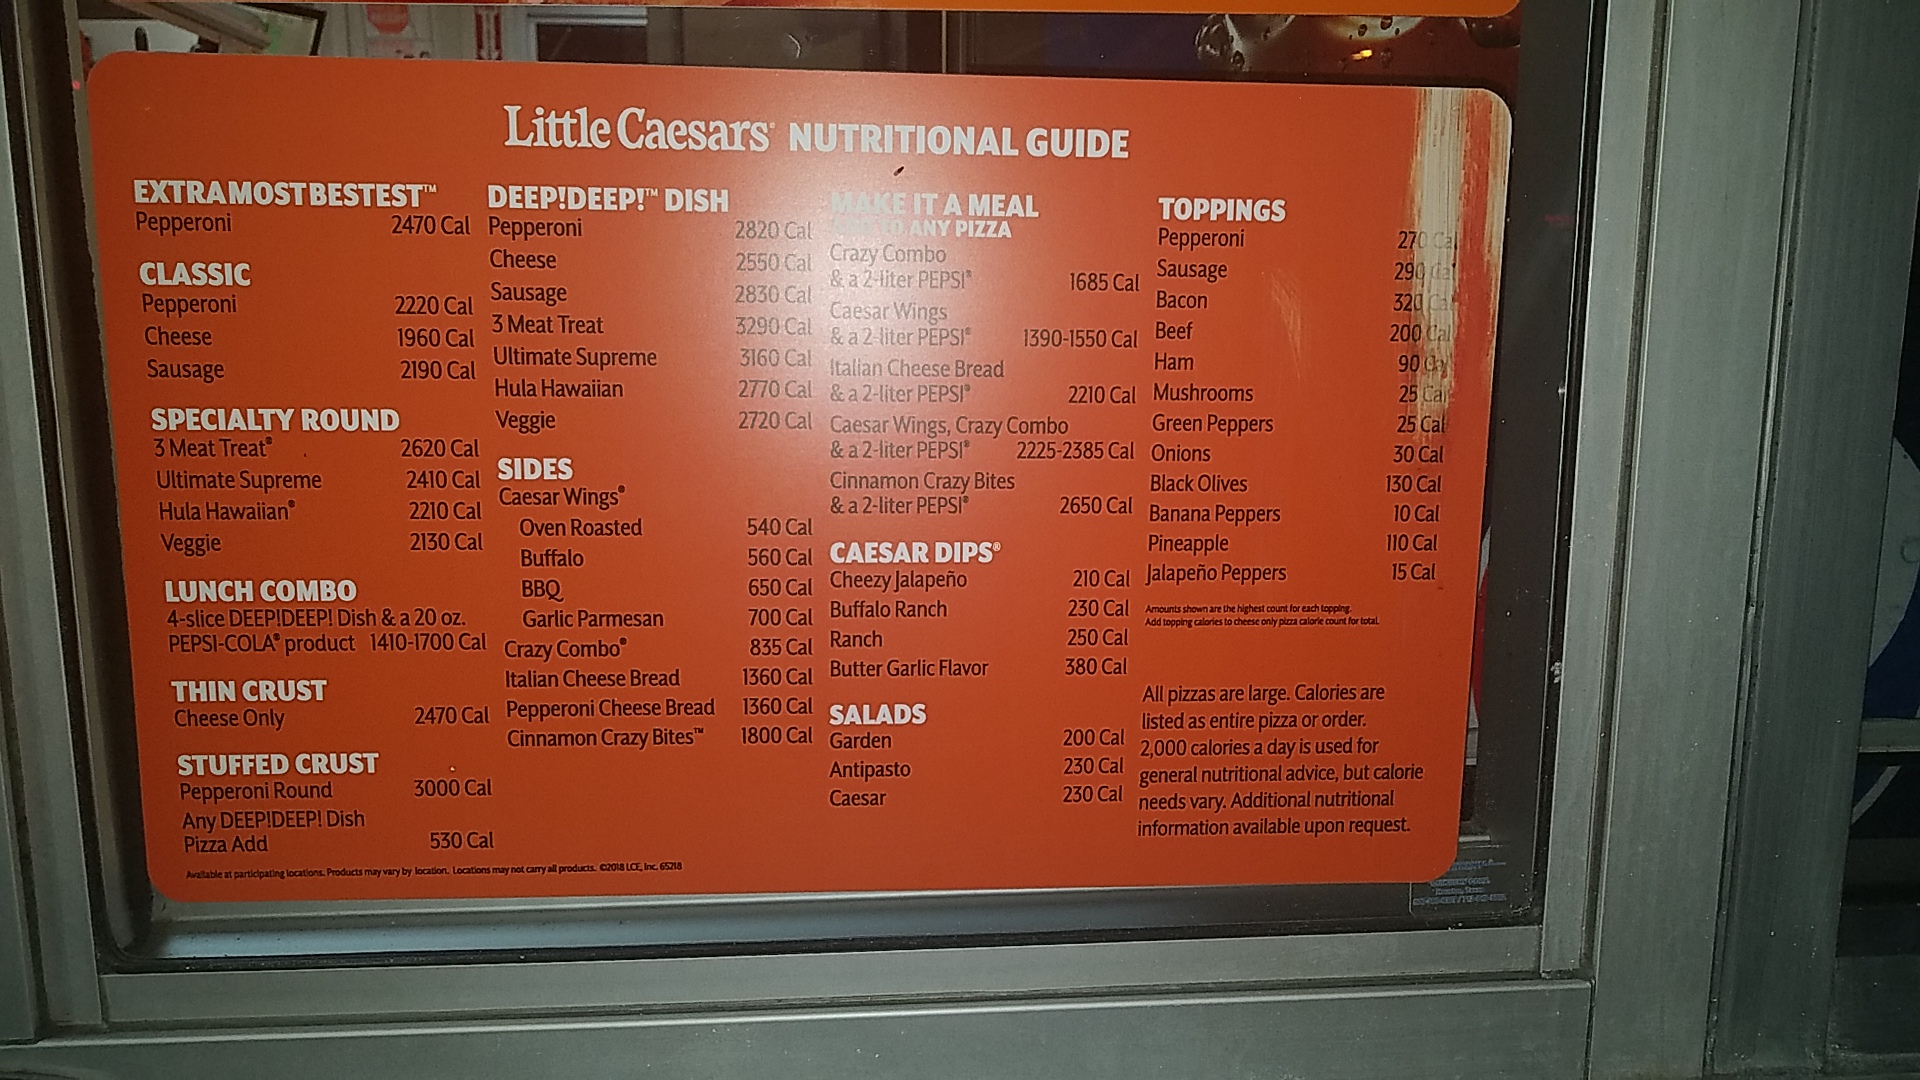 Little Caesars® NUTRITIONAL GUIDE
EXTRAMOSTBESTEST™
Pepperoni 2470 Cal
CLASSIC
Pepperoni 2220 Cal
Cheese 1960 Cal
Sausage 2190 Cal
SPECIALTY ROUND
3 Meat Treat® 2620 Cal
Ultimate Supreme 2410 Cal
Hula Hawaiian® 2210 Cal
Veggie 2130 Cal
LUNCH COMBO
4-slice DEEP!DEEP! Dish & a 20 oz.
PEPSI-COLA® product 1410-1700 Cal
THIN CRUST
Cheese Only 2470 Cal
STUFFED CRUST
Pepperoni Round 3000 Cal
Any DEEP!DEEP! Dish
Pizza Add 530 Cal
Available at participating locations. Products may vary by location. Locations may not carry all products. ©2018 LCE, Inc. 65218
DEEP!DEEP!™ DISH
Pepperoni 2820 Cal
Cheese 2550 Cal
Sausage 2830 Cal
3 Meat Treat 3290 Cal
Ultimate Supreme 3160 Cal
Hula Hawaiian 2770 Cal
Veggie 2720 Cal
SIDES
Caesar Wings®
Oven Roasted 540 Cal
Buffalo 560 Cal
BBQ 650 Cal
Garlic Parmesan 700 Cal
Crazy Combo® 835 Cal
Italian Cheese Bread 1360 Cal
Pepperoni Cheese Bread 1360 Cal
Cinnamon Crazy Bites™ 1800 Cal
MAKE IT A MEAL
TO ANY PIZZA
Crazy Combo
& a 2-liter PEPSI® 1685 Cal
Caesar Wings
& a 2-liter PEPSI® 1390-1550 Cal
Italian Cheese Bread
& a 2-liter PEPSI® 2210 Cal
Caesar Wings, Crazy Combo
& a 2-liter PEPSI® 2225-2385 Cal
Cinnamon Crazy Bites
& a 2-liter PEPSI® 2650 Cal
CAESAR DIPS®
Cheezy Jalapeño 210 Cal
Buffalo Ranch 230 Cal
Ranch 250 Cal
Butter Garlic Flavor 380 Cal
SALADS
Garden 200 Cal
Antipasto 230 Cal
Caesar 230 Cal
TOPPINGS
Pepperoni 270 Cal
Sausage 290 Cal
Bacon 320 Cal
Beef 200 Cal
Ham 90 Cal
Mushrooms 25 Cal
Green Peppers 25 Cal
Onions 30 Cal
Black Olives 130 Cal
Banana Peppers 10 Cal
Pineapple 110 Cal
Jalapeño Peppers 15 Cal
Amounts shown are the highest count for each topping.
Add topping calories to cheese only pizza calorie count for total.
All pizzas are large. Calories are
listed as entire pizza or order.
2,000 calories a day is used for
general nutritional advice, but calorie
needs vary. Additional nutritional
information available upon request.